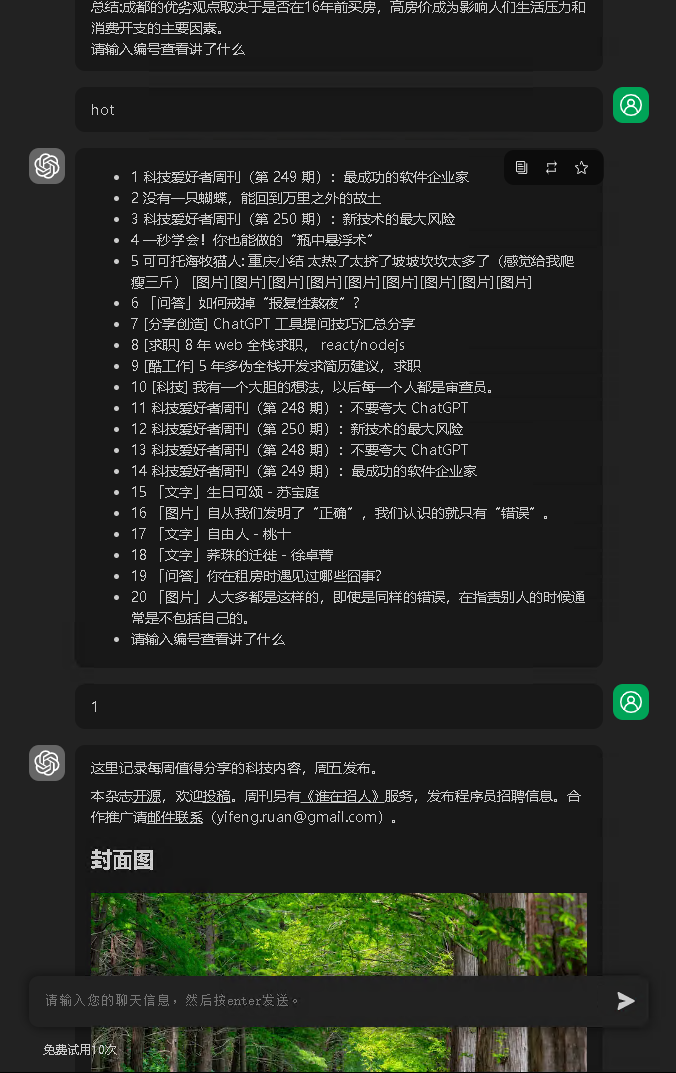 总结:成都的优劣观点取决于是否在16年前买房，高房价成为影响人们生活压力和
消费开支的主要因素。
请输入编号查看讲了什么
hot
1 科技爱好者周刊（第 249 期）：最成功的软件企业家
2 没有一只蝴蝶，能回到万里之外的故土
3 科技爱好者周刊（第 250 期）：新技术的最大风险
4 一秒学会！你也能做的“瓶中悬浮术”
5 可可托海牧猫人: 重庆小结 太热了太挤了坡坡坎坎太多了（感觉给我爬
瘦三斤） [图片][图片][图片][图片][图片][图片][图片][图片][图片]
6 「问答」如何戒掉“报复性熬夜”？
7 [分享创造] ChatGPT 工具提问技巧汇总分享
8 [求职] 8 年 web 全栈求职， react/nodejs
9 [酷工作] 5 年多伪全栈开发求简历建议，求职
10 [科技] 我有一个大胆的想法，以后每一个人都是审查员。
11 科技爱好者周刊（第 248 期）：不要夸大 ChatGPT
12 科技爱好者周刊（第 250 期）：新技术的最大风险
13 科技爱好者周刊（第 248 期）：不要夸大 ChatGPT
14 科技爱好者周刊（第 249 期）：最成功的软件企业家
15 「文字」生日可颂 - 苏宝庭
16 「图片」自从我们发明了“正确”，我们认识的就只有“错误”。
17 「文字」自由人 - 桃十
18 「文字」荞珠的迁徙 - 徐卓菁
19 「问答」你在租房时遇见过哪些囧事?
20 「图片」人大多都是这样的，即使是同样的错误，在指责别人的时候通
常是不包括自己的。
请输入编号查看讲了什么
1
这里记录每周值得分享的科技内容，周五发布。
本杂志开源，欢迎投稿。周刊另有《谁在招人》服务，发布程序员招聘信息。合
作推广请邮件联系（yifeng.ruan@gmail.com）。
封面图
请输入您的聊天信息，然后按enter发送。
免费试用10次